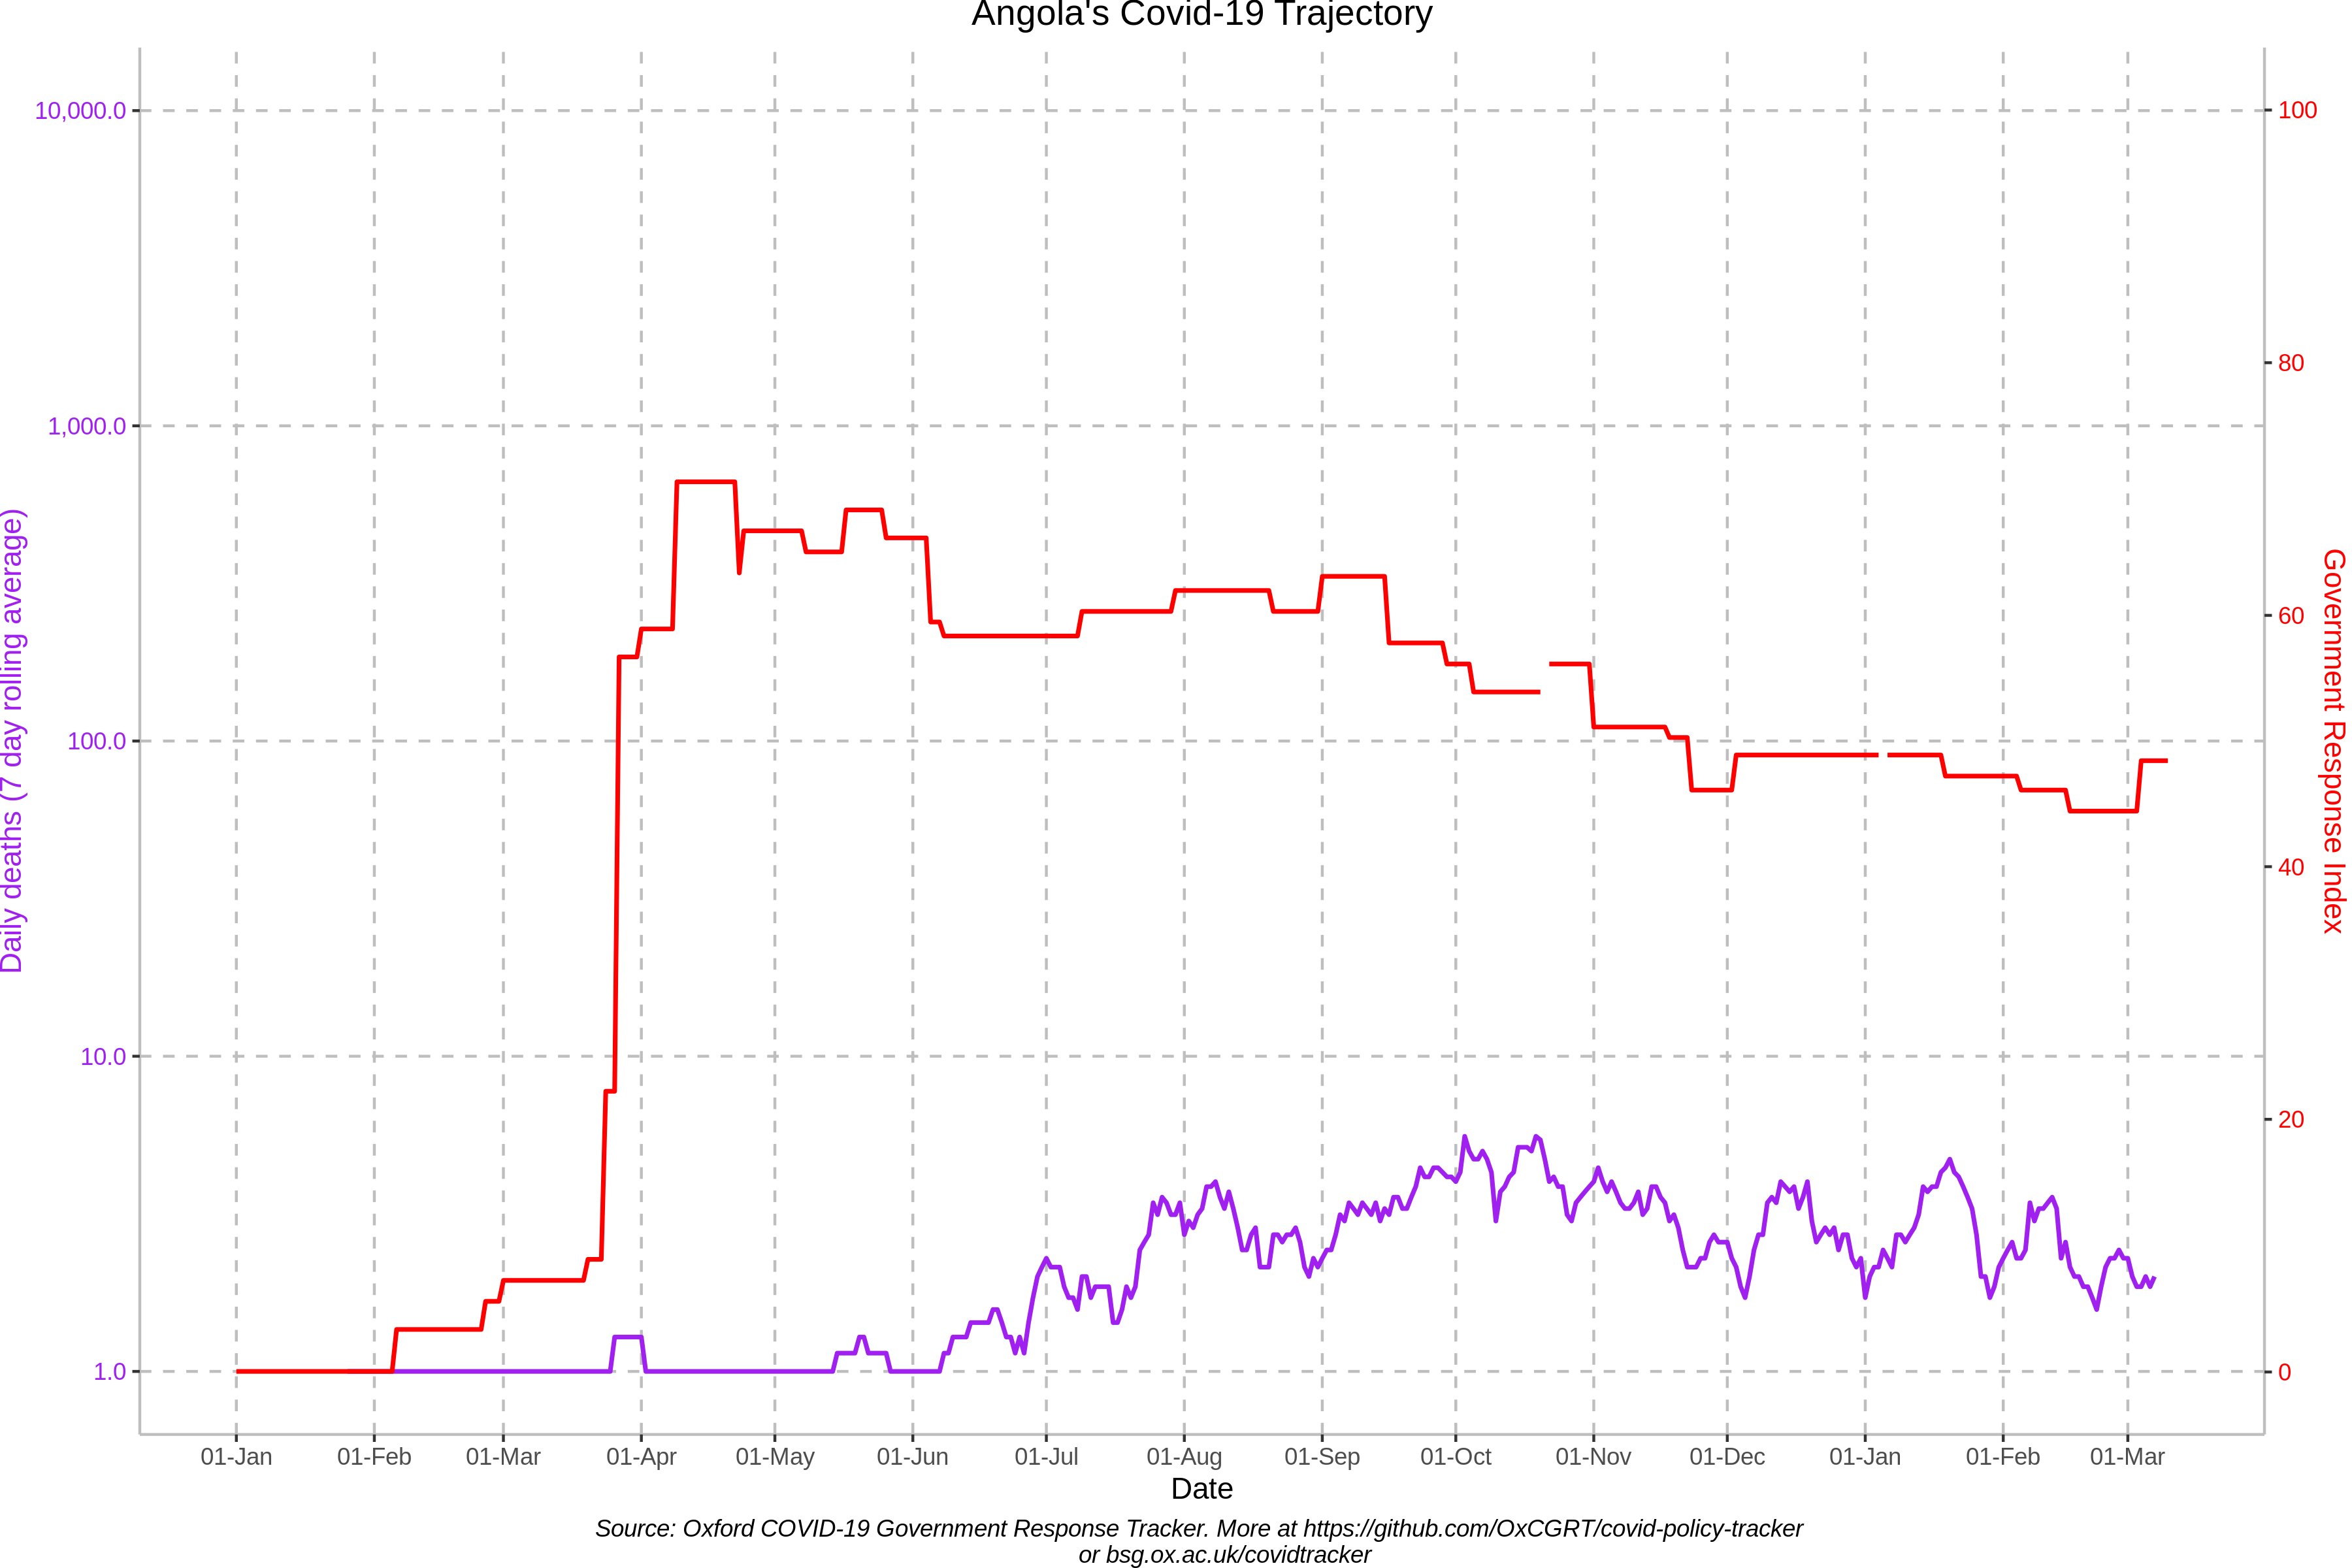 Angola's Covid-19 Trajectory
10,000.0
1,000.0
100.0
10.0
1.0
Daily deaths (7 day rolling average)
100
80
60
40
20
0
Government Response Index
01-Jan 01-Feb 01-Mar 01-Apr 01-May 01-Jun 01-Jul 01-Aug 01-Sep 01-Oct 01-Nov 01-Dec 01-Jan 01-Feb 01-Mar
Date
Source: Oxford COVID-19 Government Response Tracker. More at https://github.com/OxCGRT/covid-policy-tracker
or bsg.ox.ac.uk/covidtracker